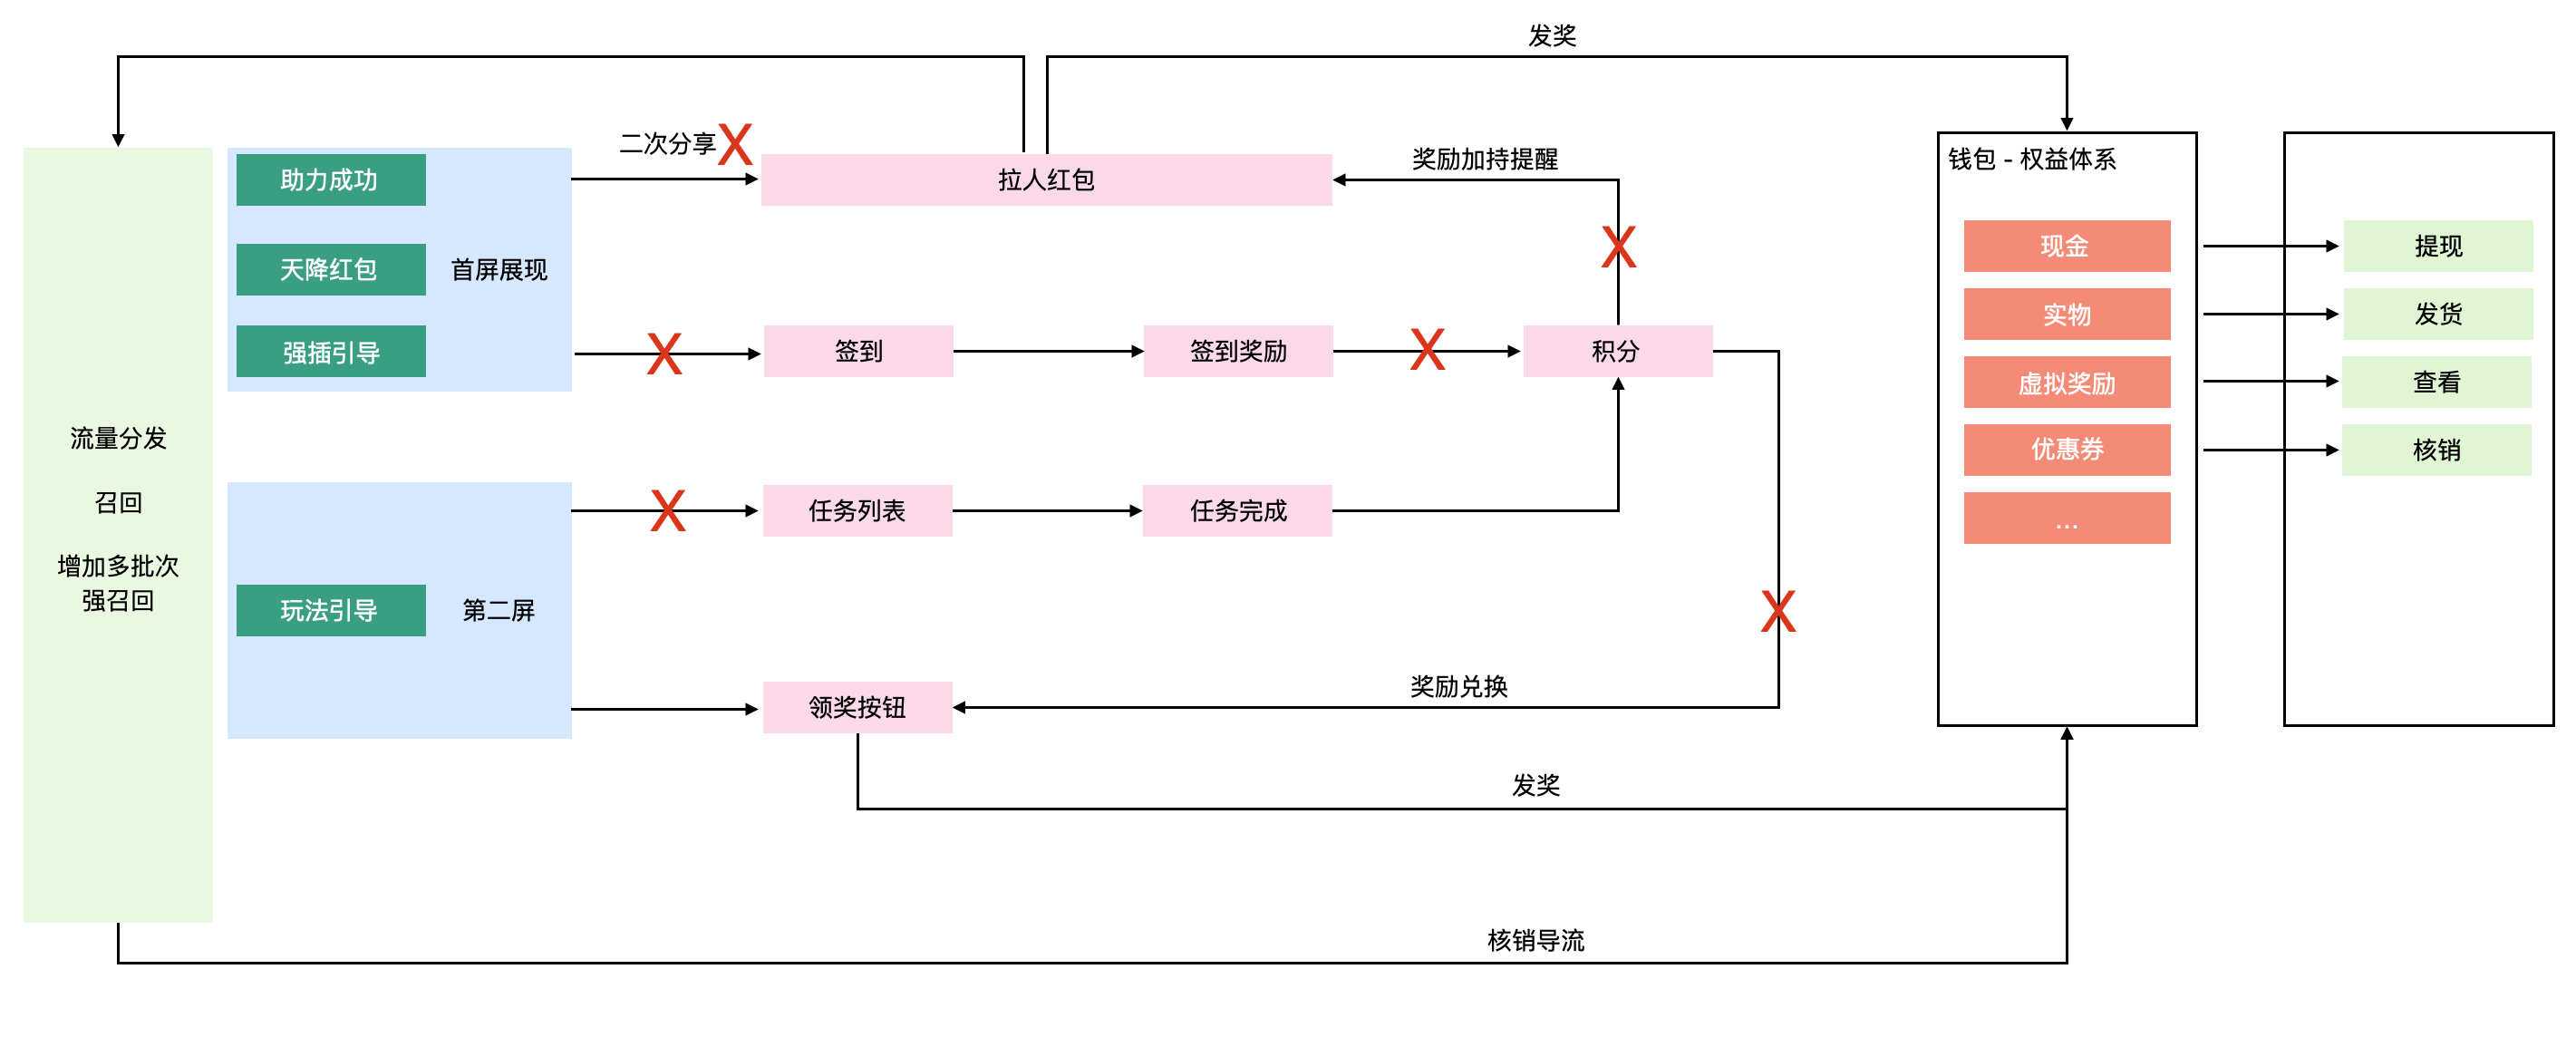 发奖
二次分享
X
助力成功
拉人红包
奖励加持提醒
钱包 - 权益体系
X
现金
提现
天降红包
首屏展现
实物
发货
强插引导
X
签到
签到奖励
X
积分
虚拟奖励
查看
流量分发
优惠券
核销
召回
X
任务列表
任务完成
...
增加多批次
强召回
玩法引导
第二屏
X
奖励兑换
领奖按钮
发奖
核销导流